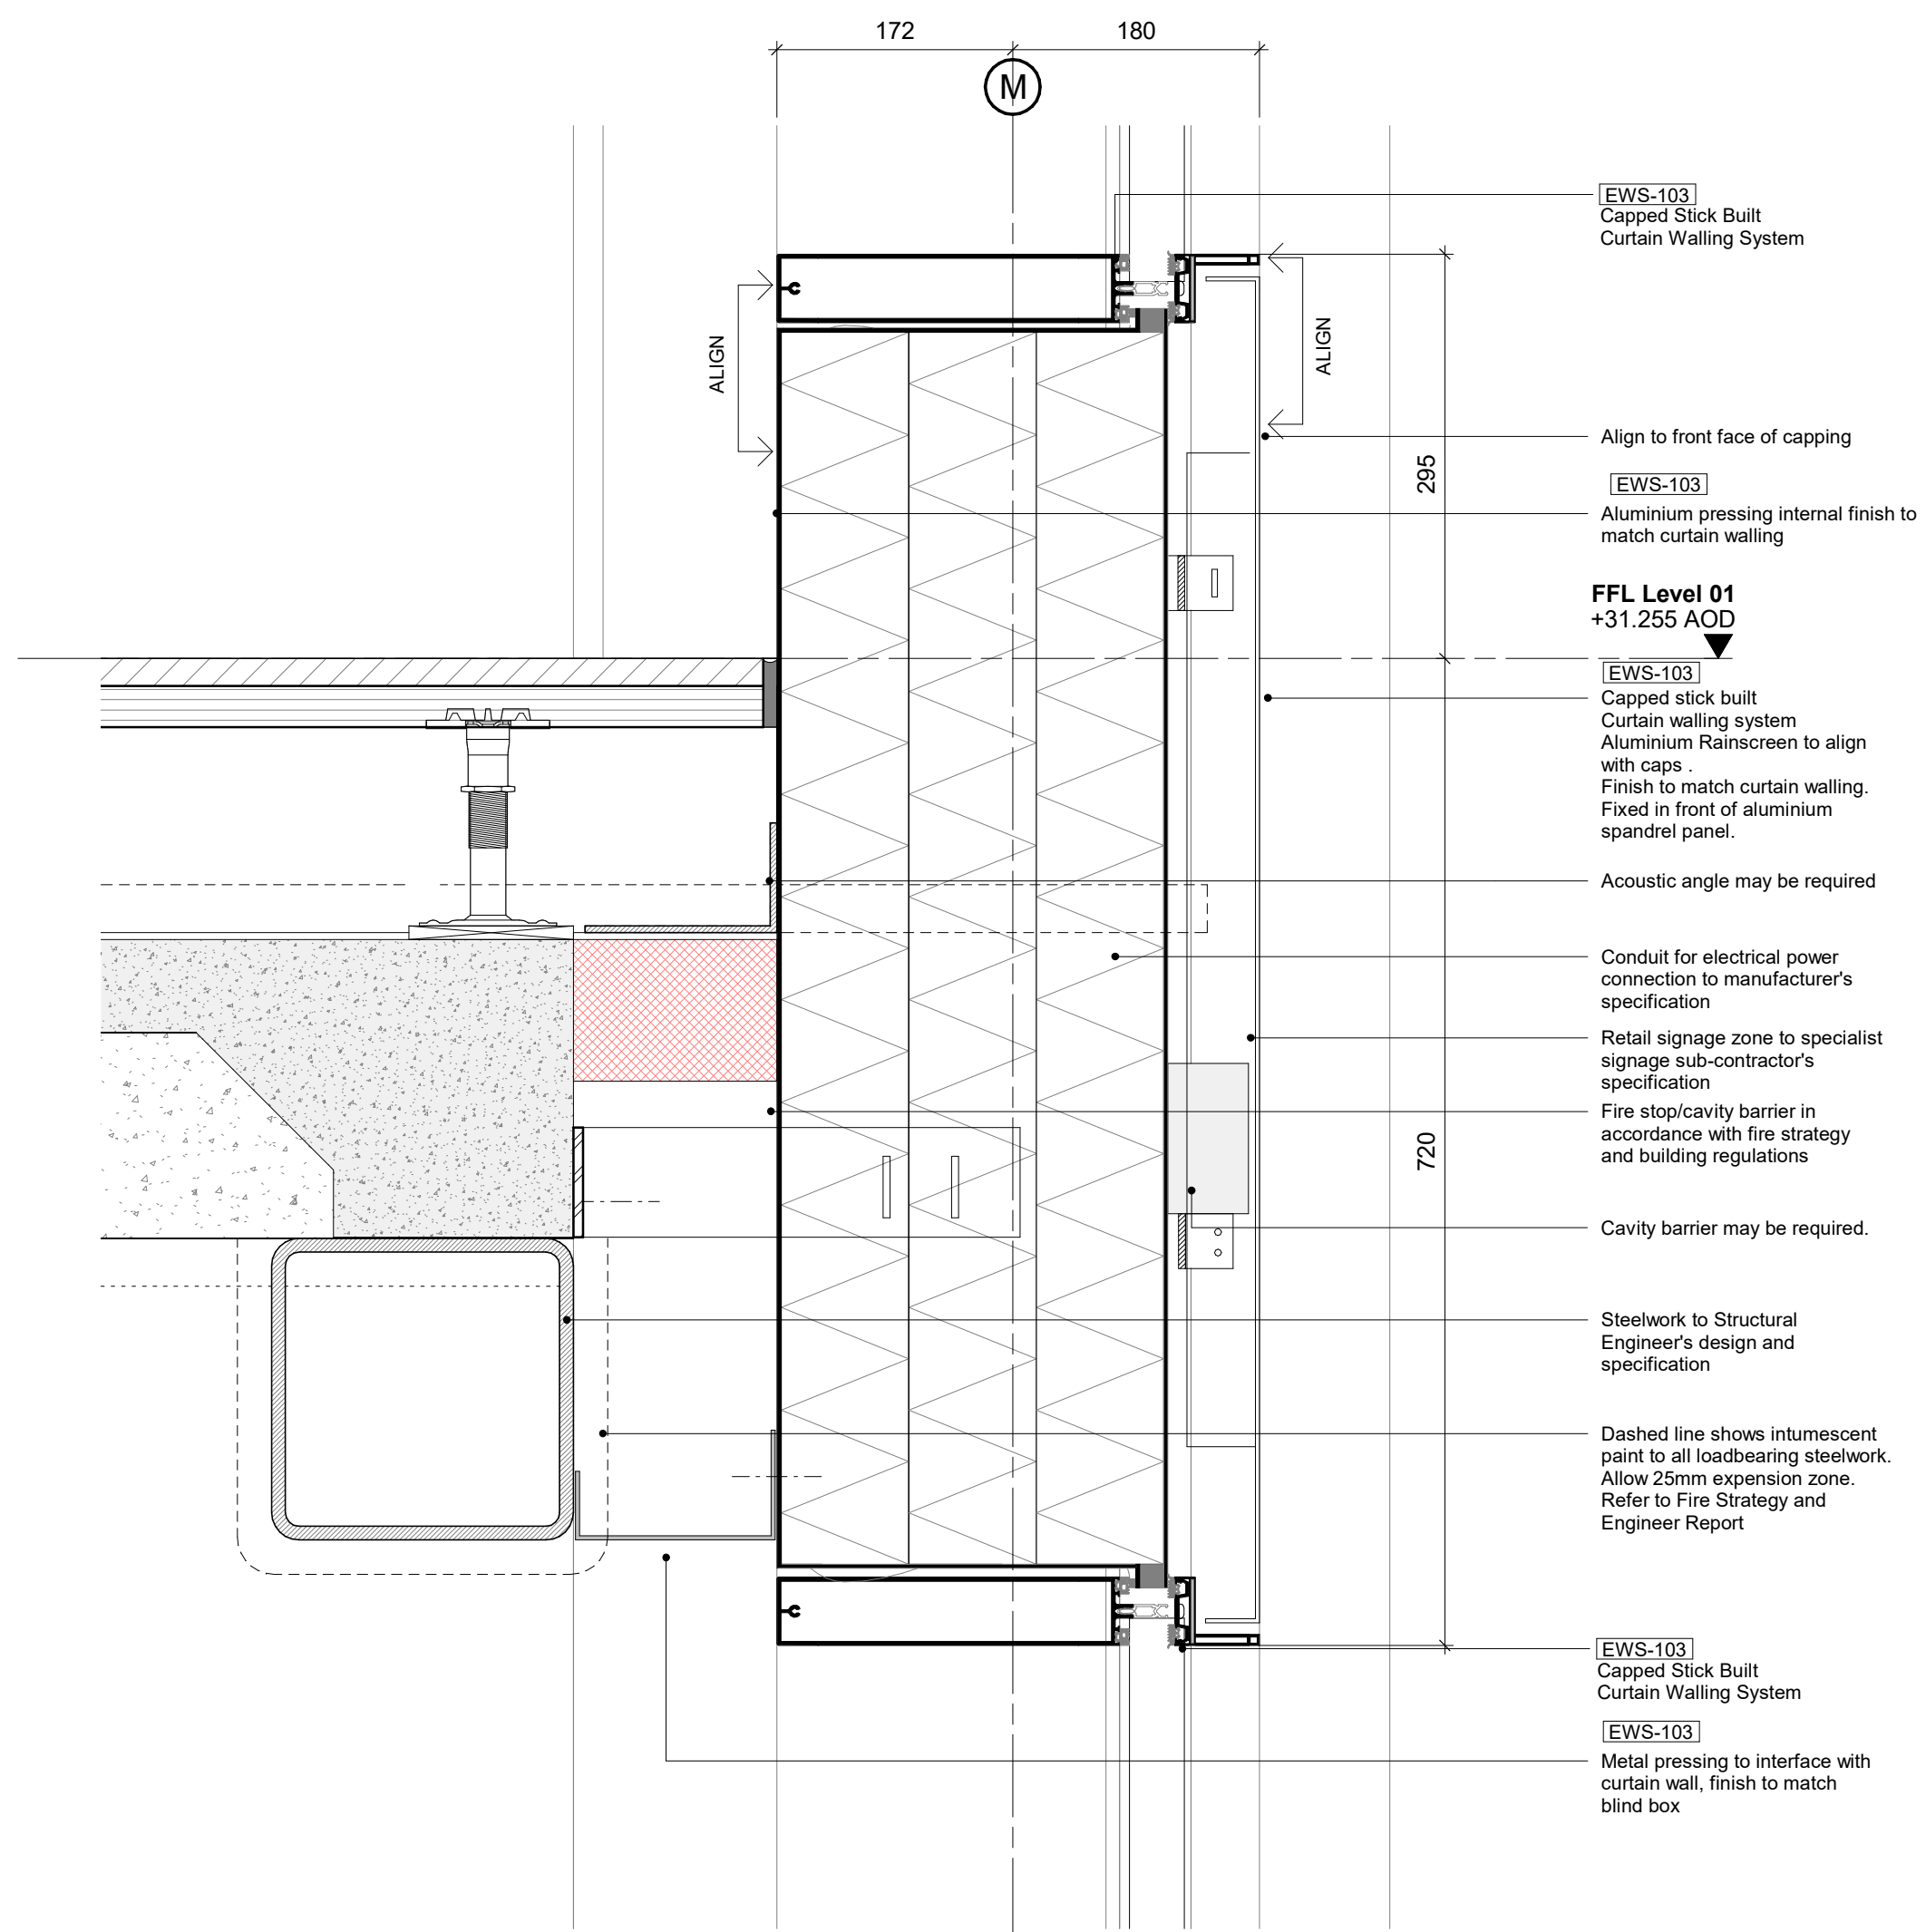 172
180
M
EWS-103
Capped Stick Built
Curtain Walling System
ALIGN
ALIGN
Align to front face of capping
295
EWS-103
Aluminium pressing internal finish to
match curtain walling
FFL Level 01
+31.255 AOD
EWS-103
Capped stick built
Curtain walling system
Aluminium Rainscreen to align
with caps .
Finish to match curtain walling.
Fixed in front of aluminium
spandrel panel.
Acoustic angle may be required
Conduit for electrical power
connection to manufacturer's
specification
Retail signage zone to specialist
signage sub-contractor's
specification
Fire stop/cavity barrier in
accordance with fire strategy
and building regulations
720
Cavity barrier may be required.
Steelwork to Structural
Engineer's design and
specification
Dashed line shows intumescent
paint to all loadbearing steelwork.
Allow 25mm expension zone.
Refer to Fire Strategy and
Engineer Report
EWS-103
Capped Stick Built
Curtain Walling System
EWS-103
Metal pressing to interface with
curtain wall, finish to match
blind box